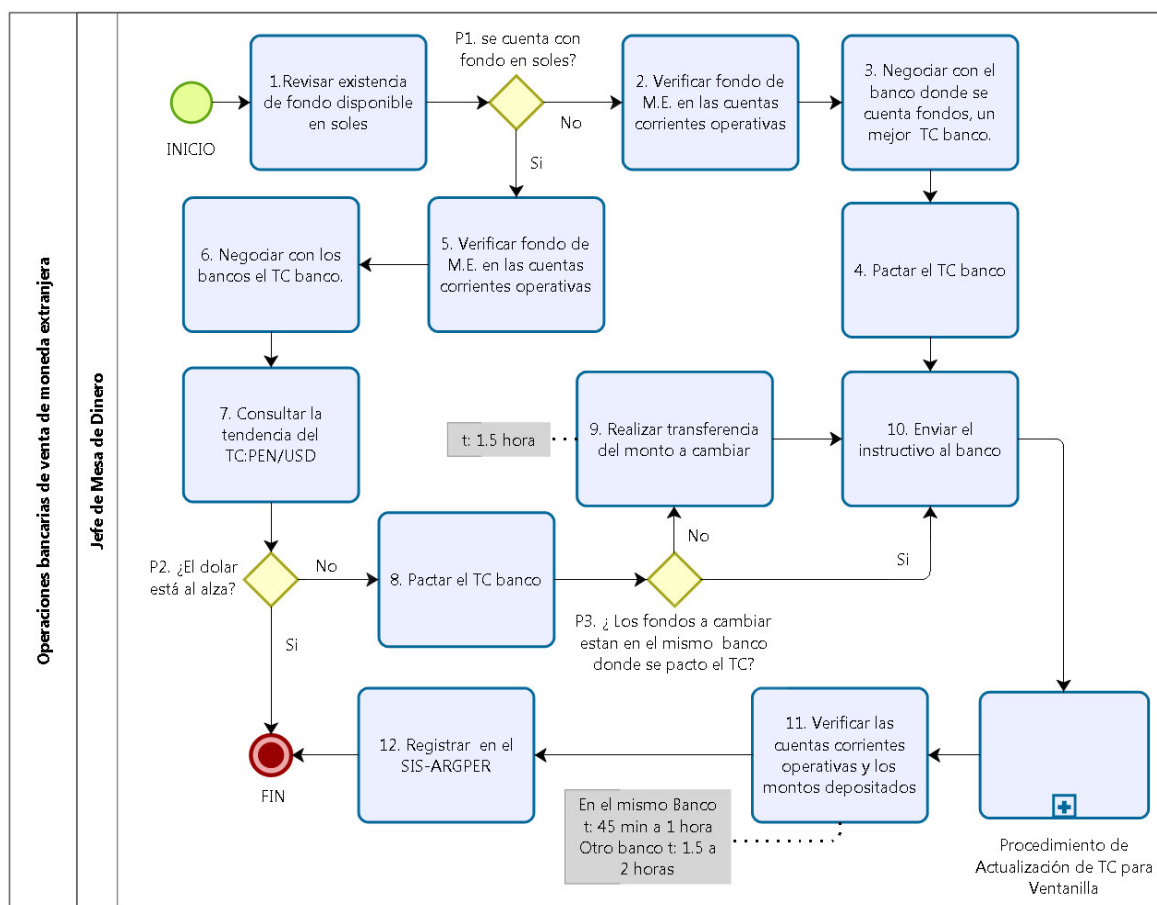 Operaciones bancarias de venta de moneda extranjera
Jefe de Mesa de Dinero
INICIO
1.Revisar existencia
de fondo disponible
en soles
P1. se cuenta con
fondo en soles?
No
Si
2. Verificar fondo de
M.E. en las cuentas
corrientes operativas
3. Negociar con el
banco donde se
cuenta fondos, un
mejor TC banco.
4. Pactar el TC banco
5. Verificar fondo de
M.E. en las cuentas
corrientes operativas
6. Negociar con los
bancos el TC banco.
7. Consultar la
tendencia del
TC:PEN/USD
P2. ¿El dolar
está al alza?
No
Si
8. Pactar el TC banco
P3. ¿ Los fondos a cambiar
estan en el mismo banco
donde se pacto el TC?
No
Si
t: 1.5 hora
9. Realizar transferencia
del monto a cambiar
10. Enviar el
instructivo al banco
Procedimiento de
Actualización de TC para
Ventanilla
11. Verificar las
cuentas corrientes
operativas y los
montos depositados
En el mismo Banco
t: 45 min a 1 hora
Otro banco t: 1.5 a
2 horas
12. Registrar en el
SIS-ARGPER
FIN